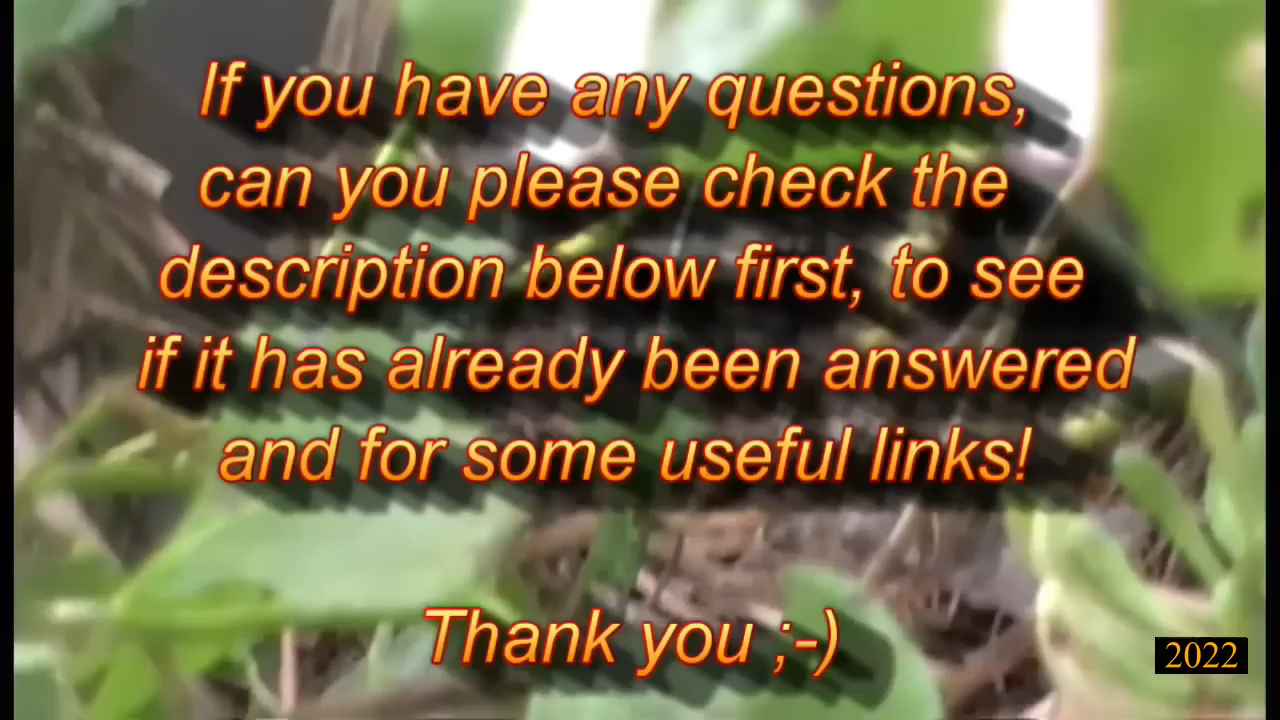 If you have any questions,
can you please check the
description below first, to see
if it has already been answered
and for some useful links!
Thank you ;-)
2022